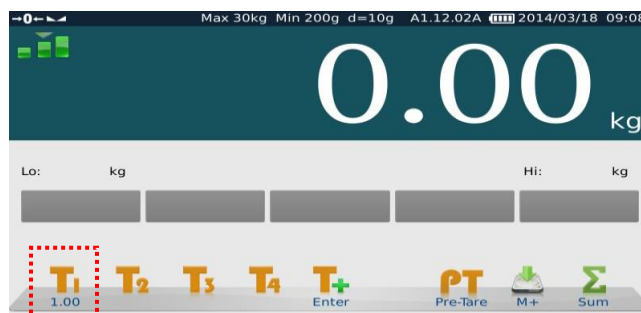 →0← Max 30kg Min 200g d=10g A1.12.02A 2014/03/18 09:08
0.00 kg
Lo: kg Hi: kg
T1 T2 T3 T4 T+ PT Σ
1.00 Enter Pre-Tare M+ Sum